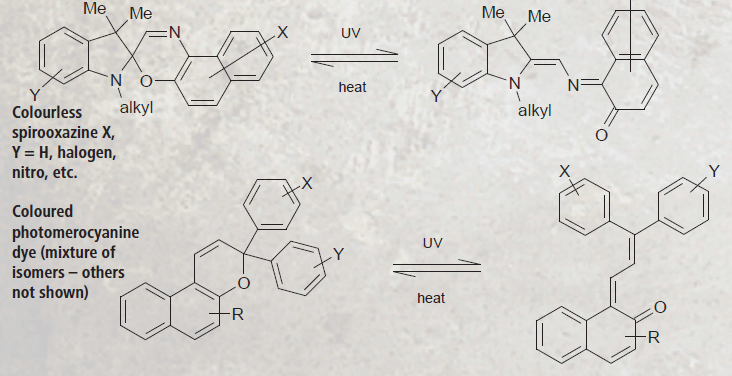 Me
Me
N
X
N
O
Y
alkyl
UV
heat
Me
Me
N
N
Y
alkyl
O
Colourless
spirooxazine X,
Y = H, halogen,
nitro, etc.
Coloured
photomerocyanine
dye (mixture of
isomers – others
not shown)
X
Y
O
R
UV
heat
X
Y
O
R